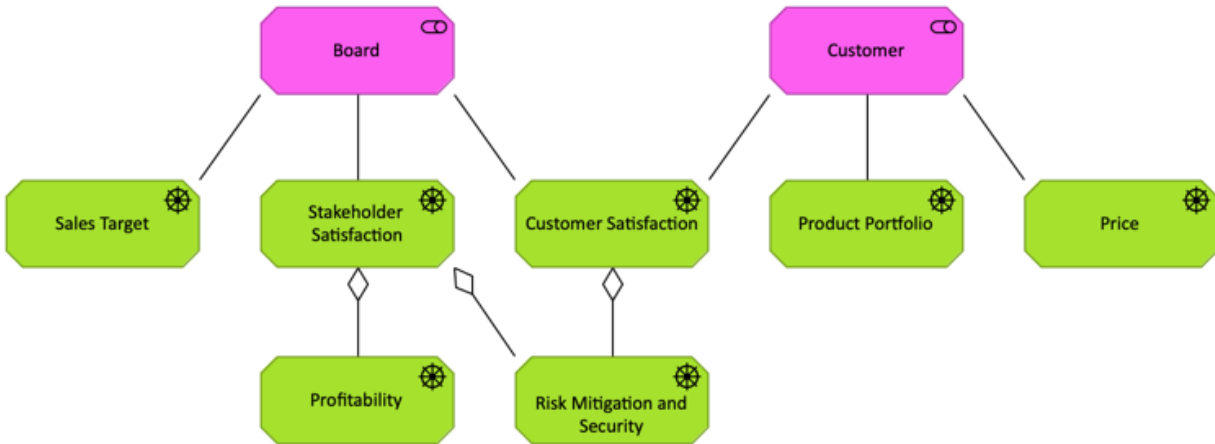 Board
Customer
Sales Target
Stakeholder
Satisfaction
Customer Satisfaction
Product Portfolio
Price
Profitability
Risk Mitigation and
Security